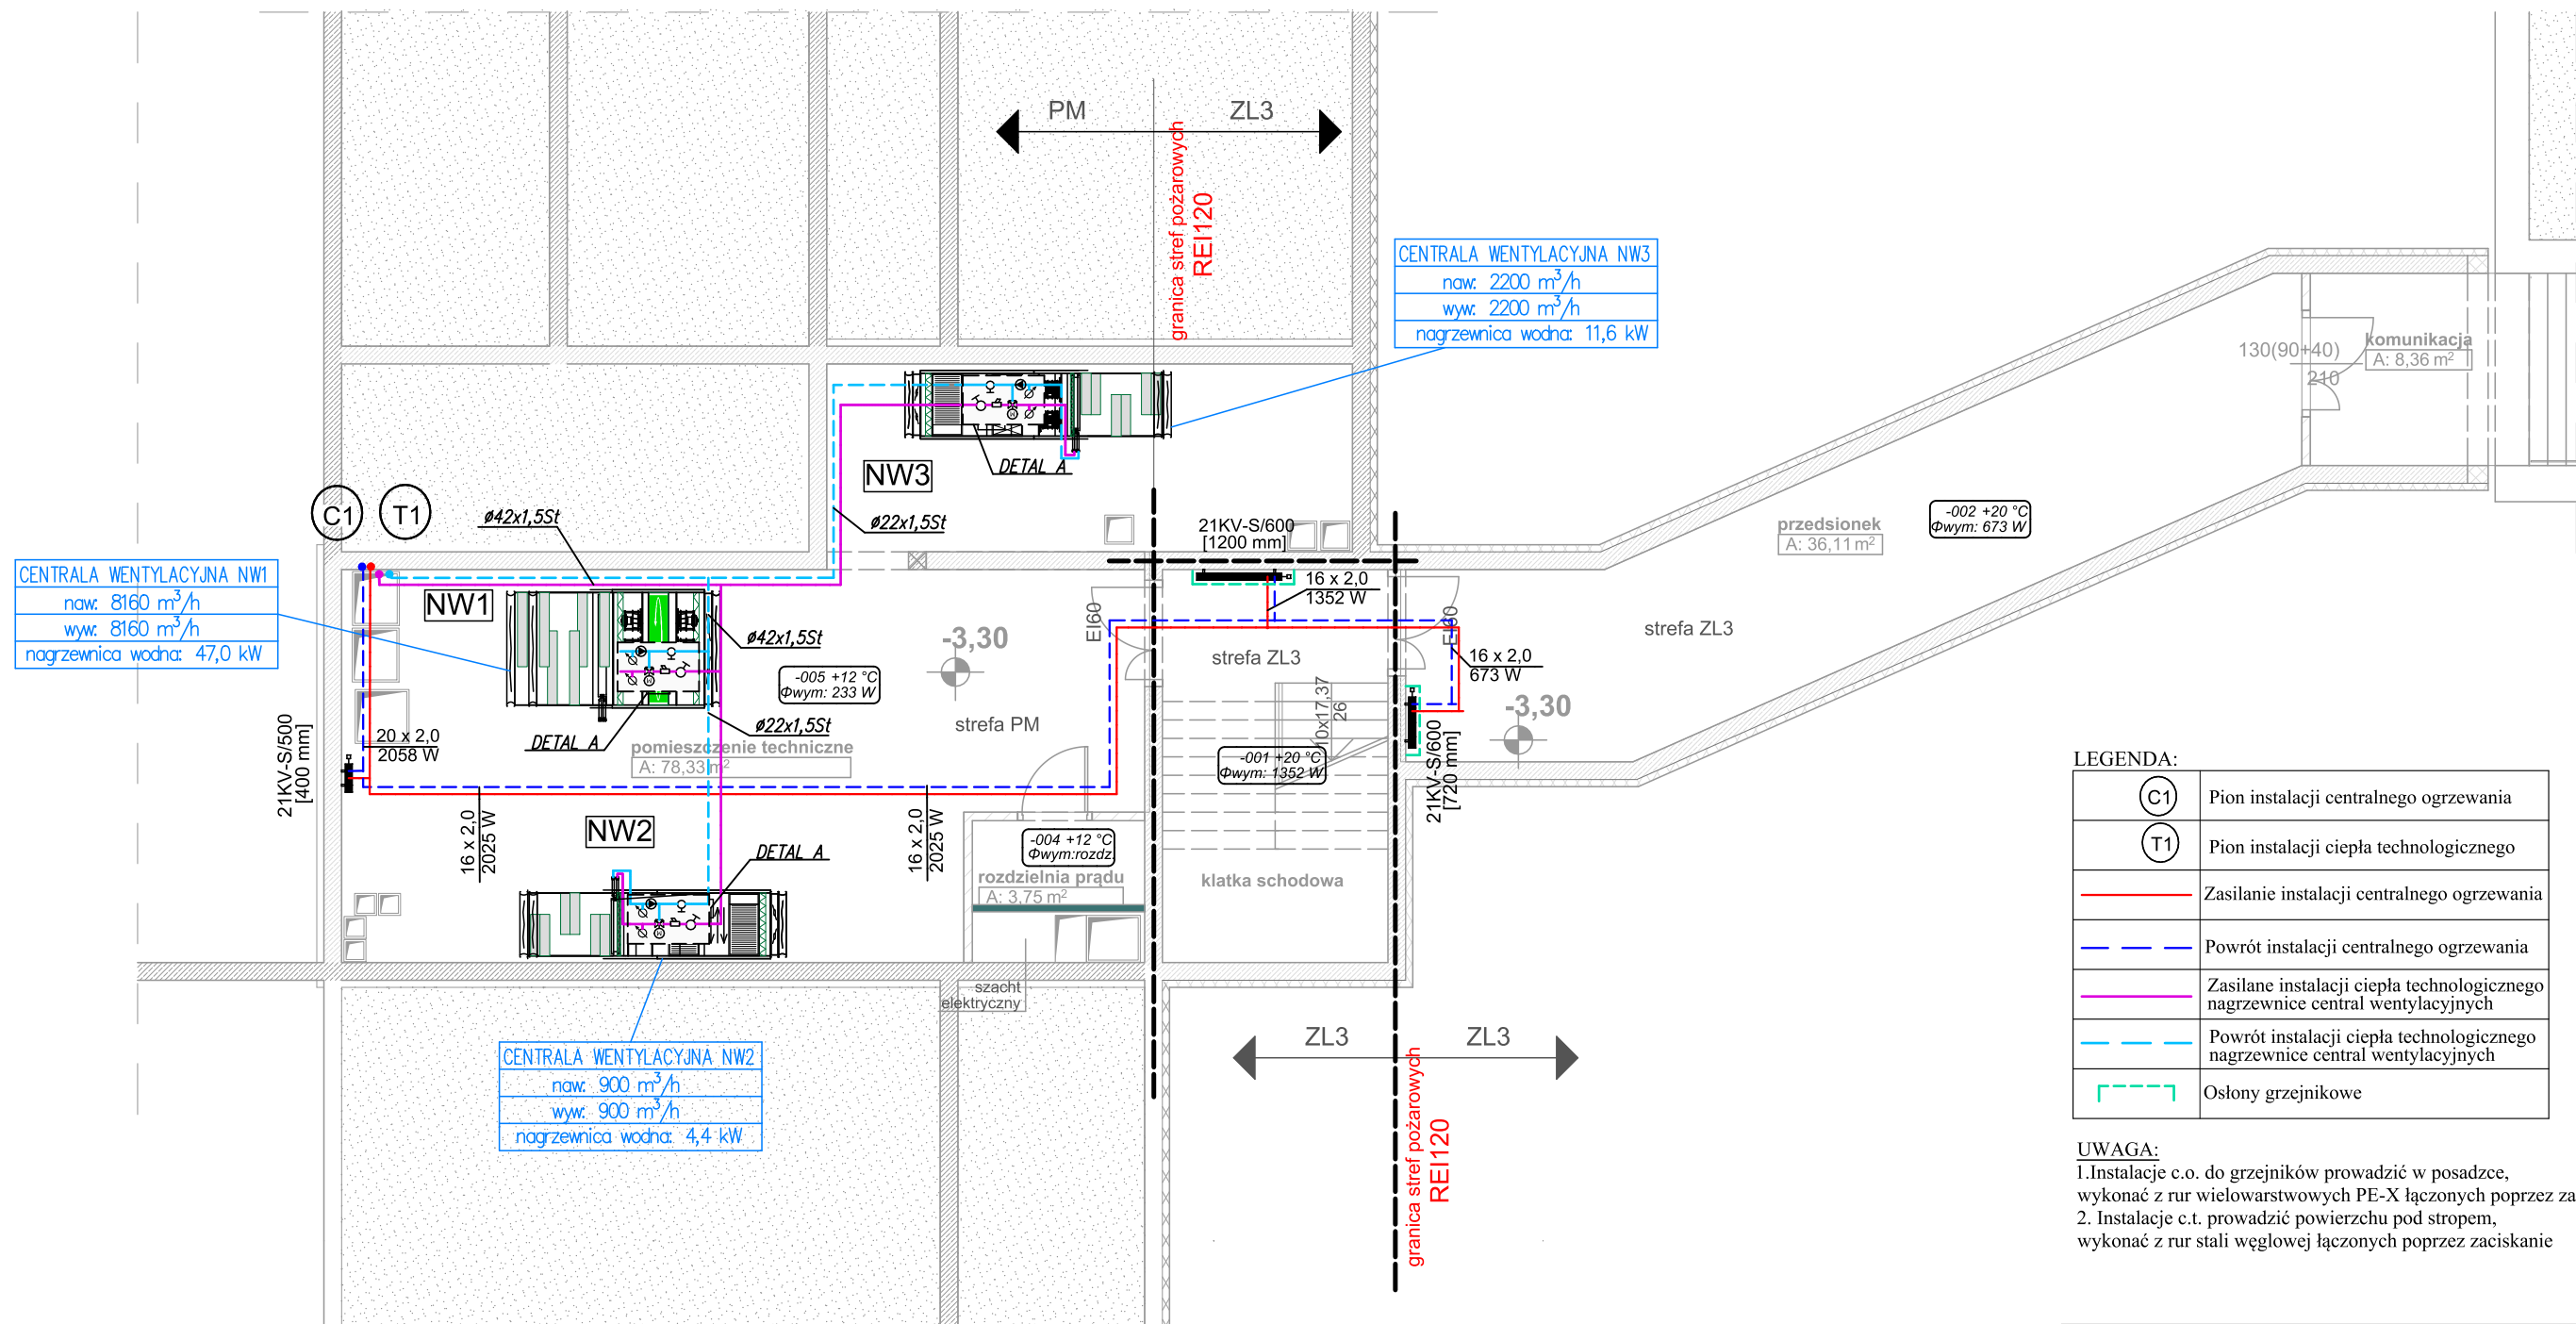 PM
ZL3
granica stref pożarowych
REI120
CENTRALA WENTYLACYJNA NW3
naw: 2200 m³/h
wyw: 2200 m³/h
nagrzewnica wodna: 11,6 kW
130(90+40)
210
komunikacja
A: 8,36 m²
DETAL A
NW3
C1
T1
ø42x1,5St
ø22x1,5St
21KV-S/600
[1200 mm]
przedsionek
A: 36,11 m²
-002 +20 °C
Φwym: 673 W
CENTRALA WENTYLACYJNA NW1
naw: 8160 m³/h
wyw: 8160 m³/h
nagrzewnica wodna: 47,0 kW
NW1
ø42x1,5St
16 x 2,0
1352 W
EI60
EI60
-3,30
strefa ZL3
strefa ZL3
16 x 2,0
673 W
-005 +12 °C
Φwym: 233 W
-3,30
ø22x1,5St
strefa PM
10x17,37
26
21KV-S/500
[400 mm]
20 x 2,0
2058 W
DETAL A
pomieszczenie techniczne
A: 78,33 m²
-001 +20 °C
Φwym: 1352 W
21KV-S/600
[720 mm]
16 x 2,0
2025 W
NW2
DETAL A
16 x 2,0
2025 W
-004 +12 °C
Φwym:rozdz.
rozdzielnia prądu
A: 3,75 m²
klatka schodowa
szacht
elektryczny
CENTRALA WENTYLACYJNA NW2
naw: 900 m³/h
wyw: 900 m³/h
nagrzewnica wodna: 4,4 kW
ZL3
ZL3
granica stref pożarowych
REI120
LEGENDA:
C1 Pion instalacji centralnego ogrzewania
T1 Pion instalacji ciepła technologicznego
Zasilanie instalacji centralnego ogrzewania
Powrót instalacji centralnego ogrzewania
Zasilane instalacji ciepła technologicznego
nagrzewnice central wentylacyjnych
Powrót instalacji ciepła technologicznego
nagrzewnice central wentylacyjnych
Osłony grzejnikowe
UWAGA:
1.Instalacje c.o. do grzejników prowadzić w posadzce,
wykonać z rur wielowarstwowych PE-X łączonych poprzez za
2. Instalacje c.t. prowadzić powierzchu pod stropem,
wykonać z rur stali węglowej łączonych poprzez zaciskanie